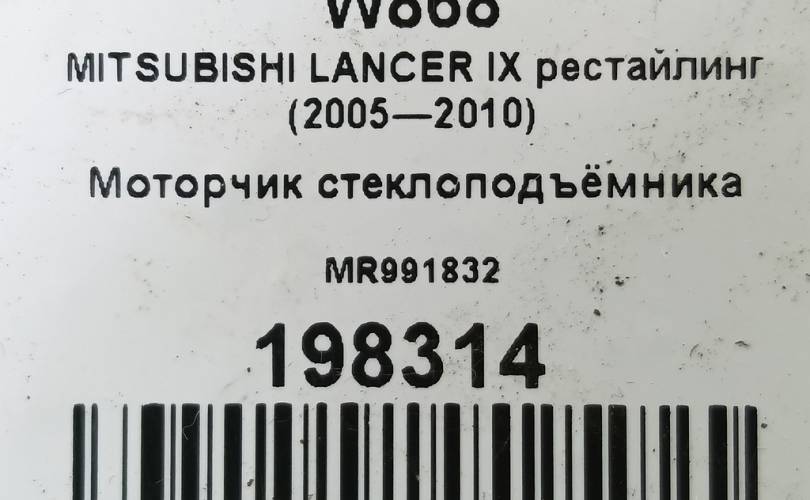 MITSUBISHI LANCER IX рестайлинг
(2005—2010)
Моторчик стеклоподъёмника
MR991832
198314